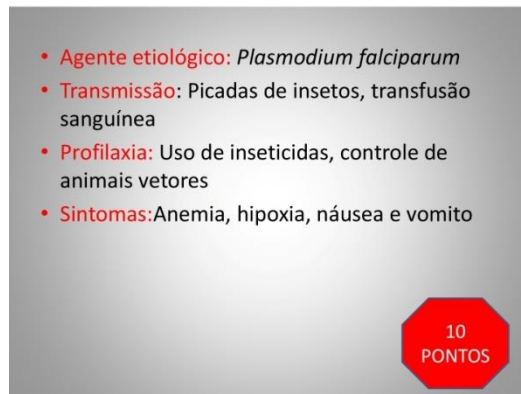 • Agente etiológico: Plasmodium falciparum
• Transmissão: Picadas de insetos, transfusão
sanguínea
• Profilaxia: Uso de inseticidas, controle de
animais vetores
• Sintomas:Anemia, hipoxia, náusea e vomito
10
PONTOS